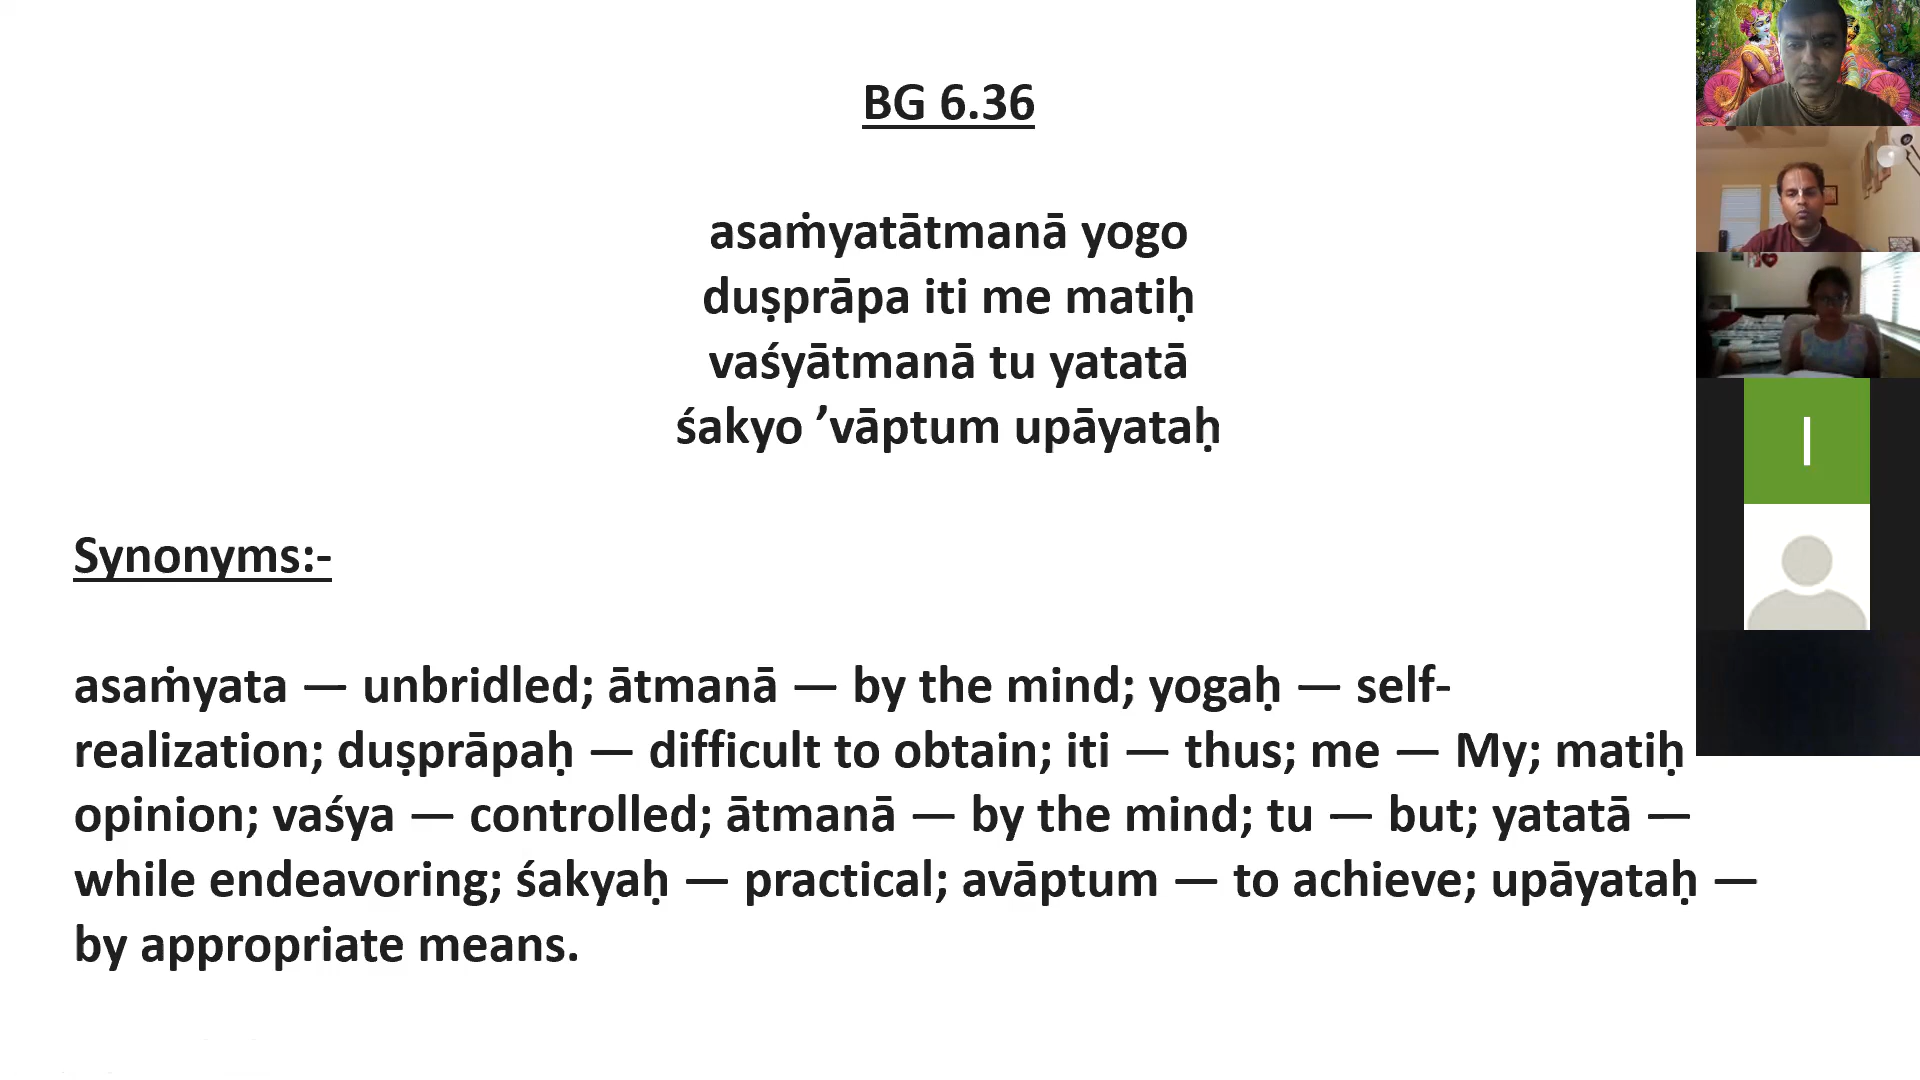 BG 6.36
asaṁyatātmanā yogo
duṣprāpa iti me matiḥ
vaśyātmanā tu yatatā
śakyo ’vāptum upāyataḥ
Synonyms:-
asaṁyata — unbridled; ātmanā — by the mind; yogaḥ — self-
realization; duṣprāpaḥ — difficult to obtain; iti — thus; me — My; matiḥ
opinion; vaśya — controlled; ātmanā — by the mind; tu — but; yatatā —
while endeavoring; śakyaḥ — practical; avāptum — to achieve; upāyataḥ —
by appropriate means.
I